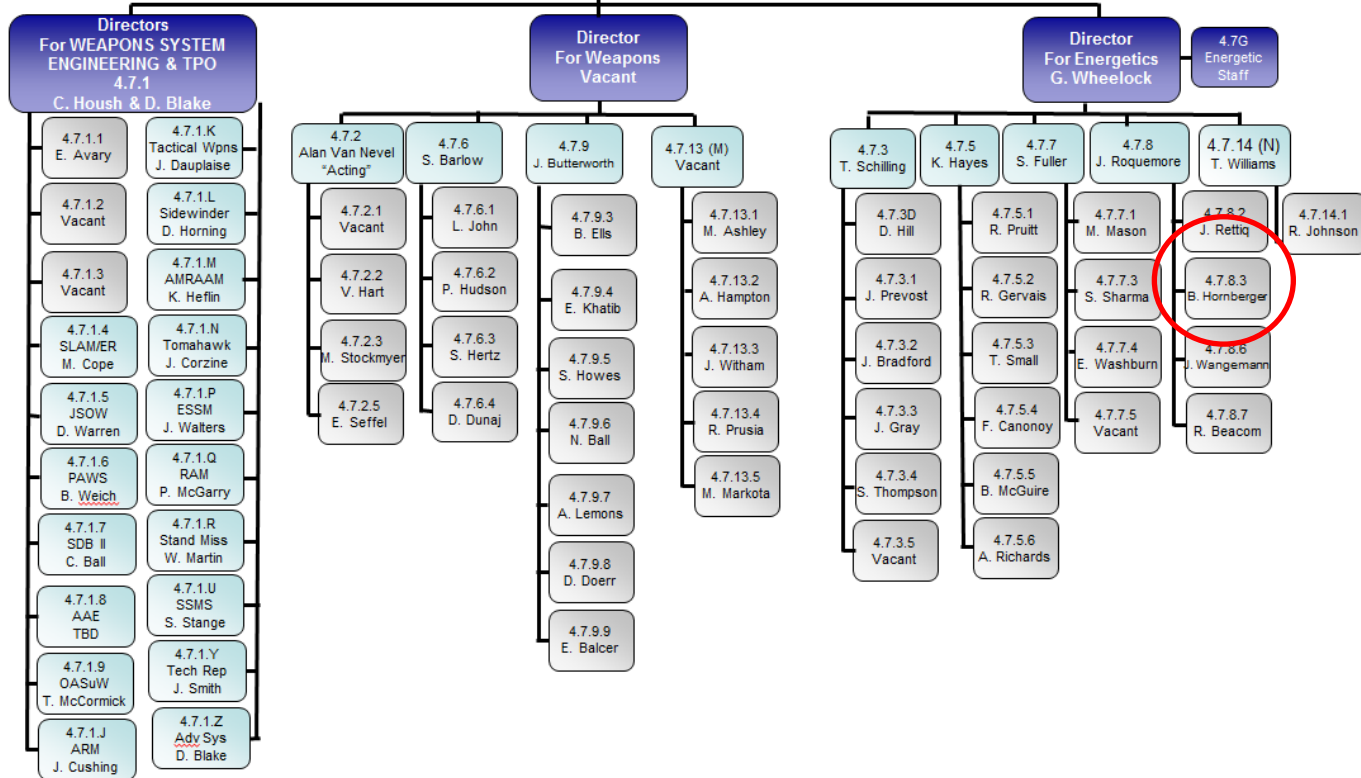 Directors
For WEAPONS SYSTEM
ENGINEERING & TPO
4.7.1
C. Housh & D. Blake
4.7.1.1
E. Avary
4.7.1.2
Vacant
4.7.1.3
Vacant
4.7.1.4
SLAM/ER
M. Cope
4.7.1.5
JSOW
D. Warren
4.7.1.6
PAWS
B. Weich
4.7.1.7
SDB II
C. Ball
4.7.1.8
AAE
TBD
4.7.1.9
OASuW
T. McCormick
4.7.1.J
ARM
J. Cushing
4.7.1.K
Tactical Wpns
J. Dauplaise
4.7.1.L
Sidewinder
D. Horning
4.7.1.M
AMRAAM
K. Heflin
4.7.1.N
Tomahawk
J. Corzine
4.7.1.P
ESSM
J. Walters
4.7.1.Q
RAM
P. McGarry
4.7.1.R
Stand Miss
W. Martin
4.7.1.U
SSMS
S. Stange
4.7.1.Y
Tech Rep
J. Smith
4.7.1.Z
Adv Sys
D. Blake
Director
For Weapons
Vacant
4.7.2
Alan Van Nevel
"Acting"
4.7.2.1
Vacant
4.7.2.2
V. Hart
4.7.2.3
M. Stockmyer
4.7.2.5
E. Seffel
4.7.6
S. Barlow
4.7.6.1
L. John
4.7.6.2
P. Hudson
4.7.6.3
S. Hertz
4.7.6.4
D. Dunaj
4.7.9
J. Butterworth
4.7.9.3
B. Ells
4.7.9.4
E. Khatib
4.7.9.5
S. Howes
4.7.9.6
N. Ball
4.7.9.7
A. Lemons
4.7.9.8
D. Doerr
4.7.9.9
E. Balcer
4.7.13 (M)
Vacant
4.7.13.1
M. Ashley
4.7.13.2
A. Hampton
4.7.13.3
J. Witham
4.7.13.4
R. Prusia
4.7.13.5
M. Markota
Director
For Energetics
G. Wheelock
4.7G
Energetic
Staff
4.7.3
T. Schilling
4.7.3D
D. Hill
4.7.3.1
J. Prevost
4.7.3.2
J. Bradford
4.7.3.3
J. Gray
4.7.3.4
S. Thompson
4.7.3.5
Vacant
4.7.5
K. Hayes
4.7.5.1
R. Pruitt
4.7.5.2
R. Gervais
4.7.5.3
T. Small
4.7.5.4
F. Canonoy
4.7.5.5
B. McGuire
4.7.5.6
A. Richards
4.7.7
S. Fuller
4.7.7.1
M. Mason
4.7.7.3
S. Sharma
4.7.7.4
E. Washburn
4.7.7.5
Vacant
4.7.8
J. Roquemore
4.7.8.2
J. Rettiq
4.7.8.3
B. Hornberger
4.7.8.6
J. Wangemann
4.7.8.7
R. Beacom
4.7.14 (N)
T. Williams
4.7.14.1
R. Johnson